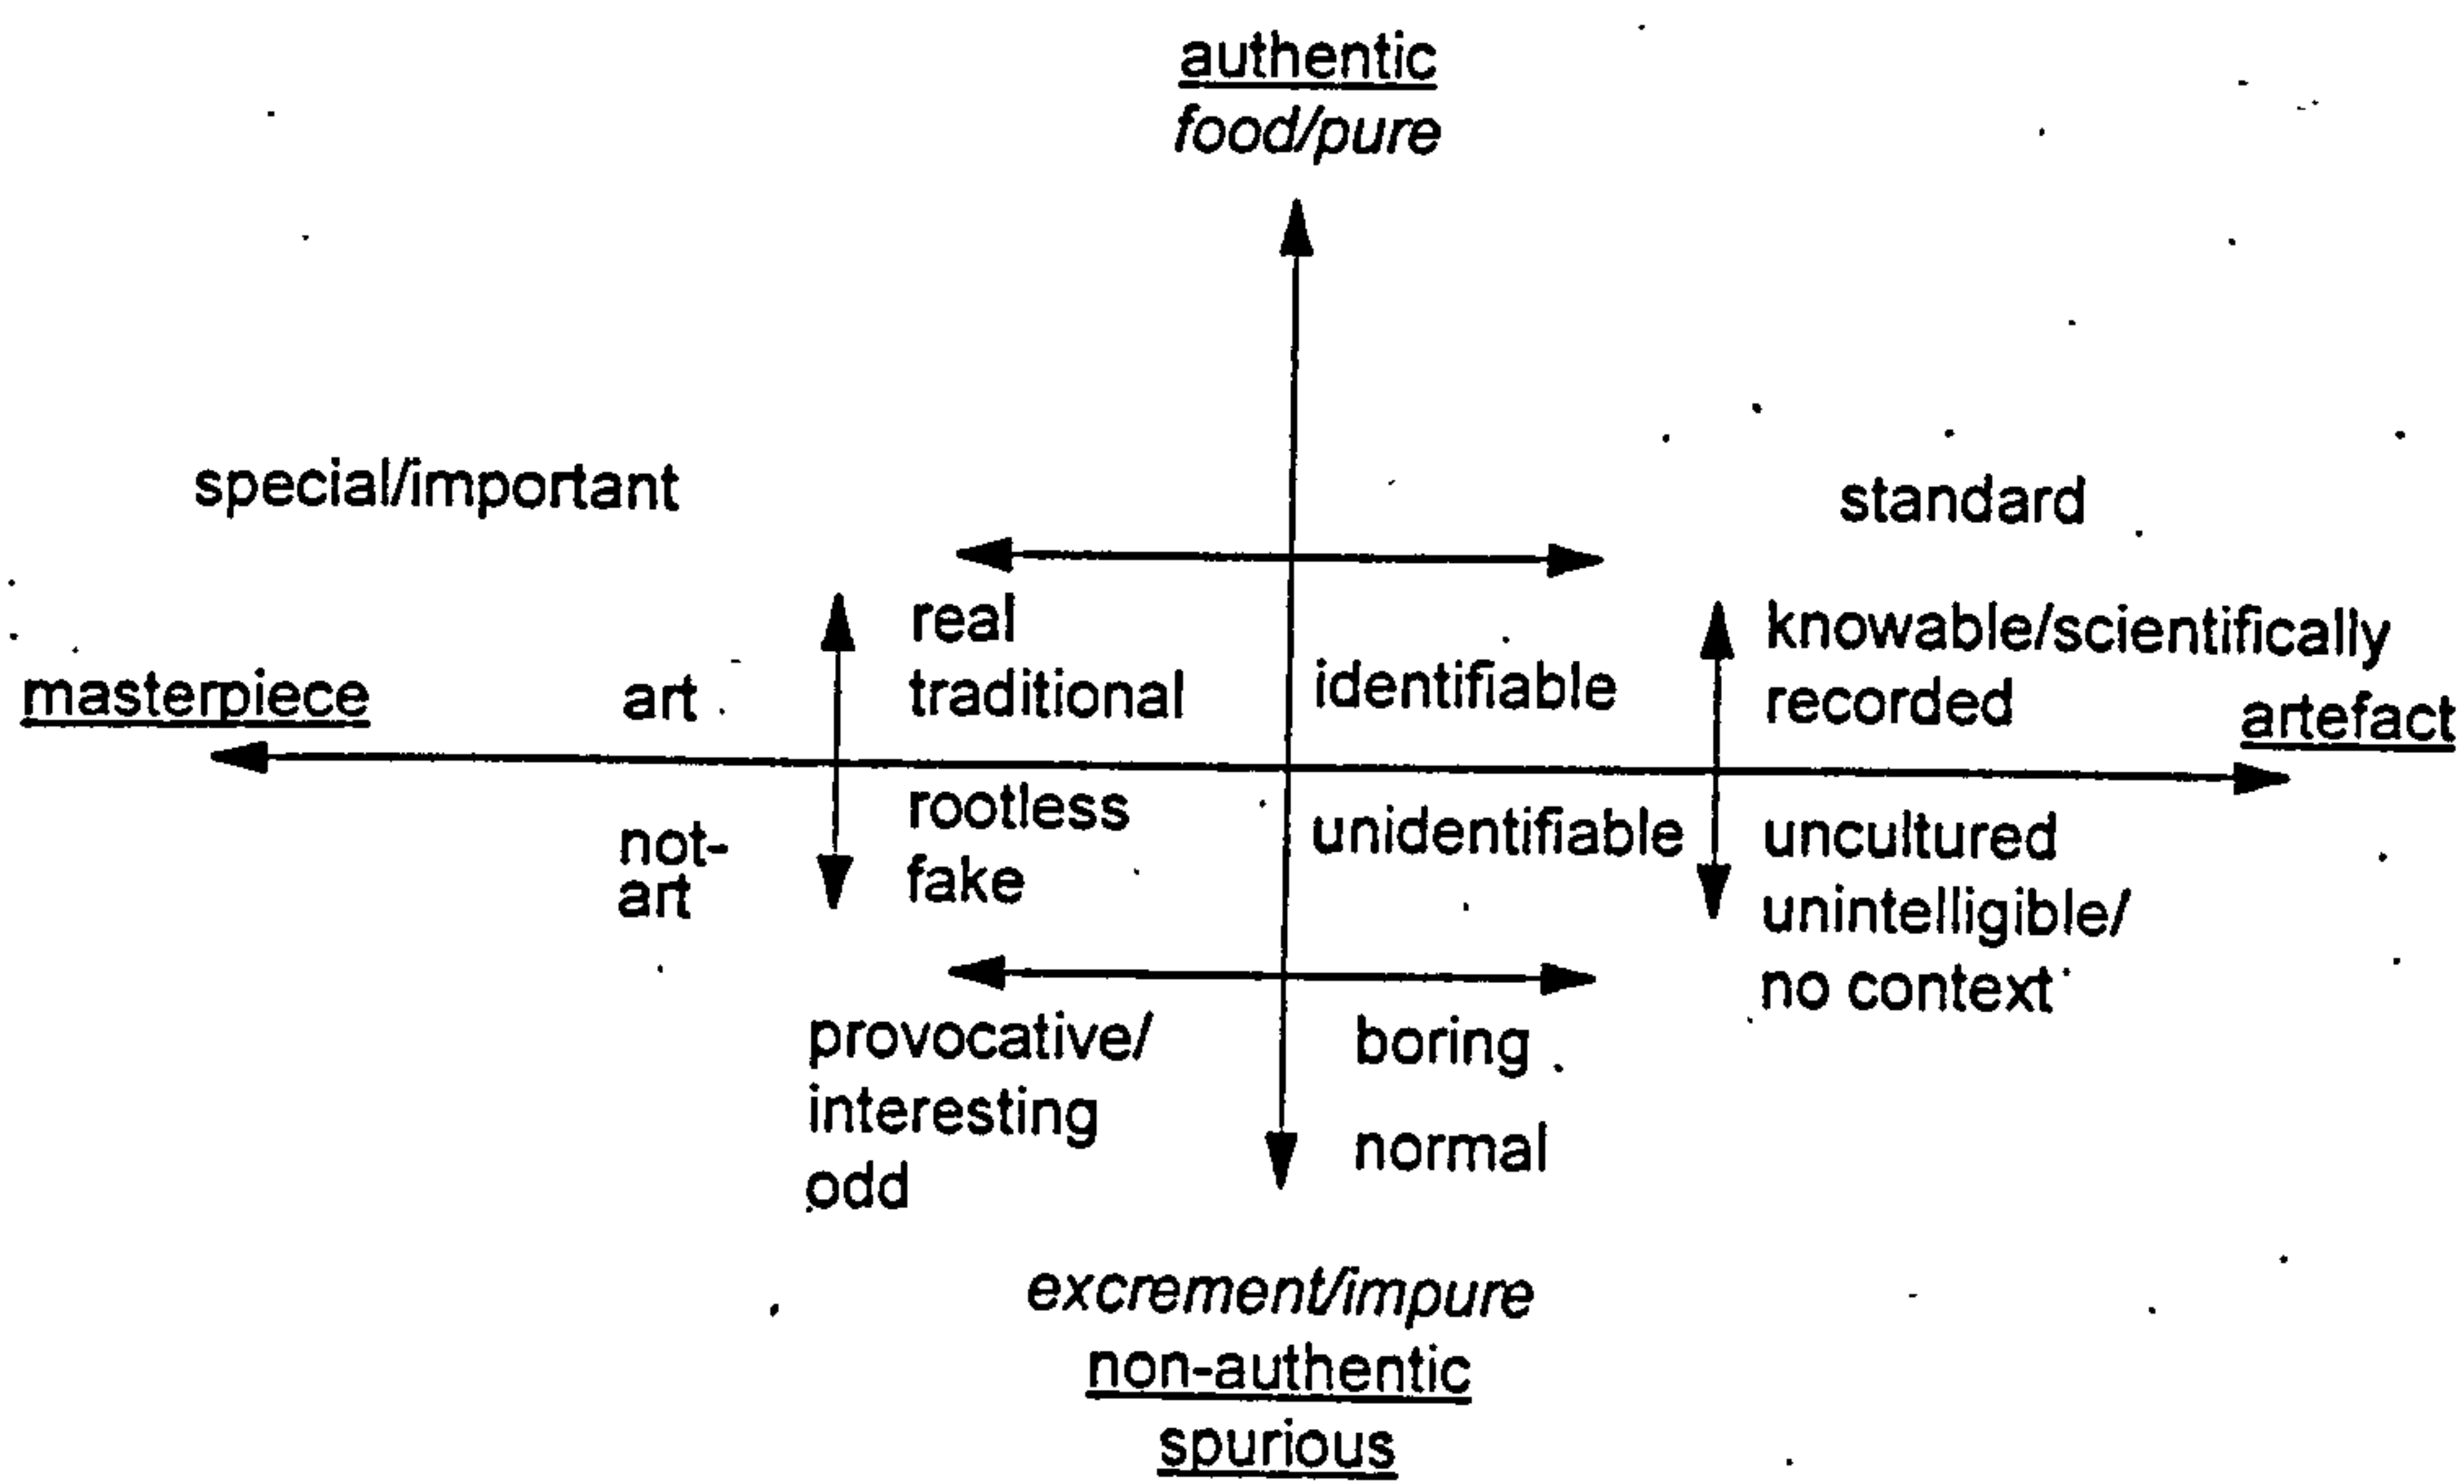 authentic
food/pure
special/important
standard
real
traditional
identifiable
knowable/scientifically
recorded
masterpiece
art
artefact
rootless
fake
not-
art
unidentifiable
uncultured
unintelligible/
no context
provocative/
interesting
odd
boring
normal
excrement/impure
non-authentic
spurious